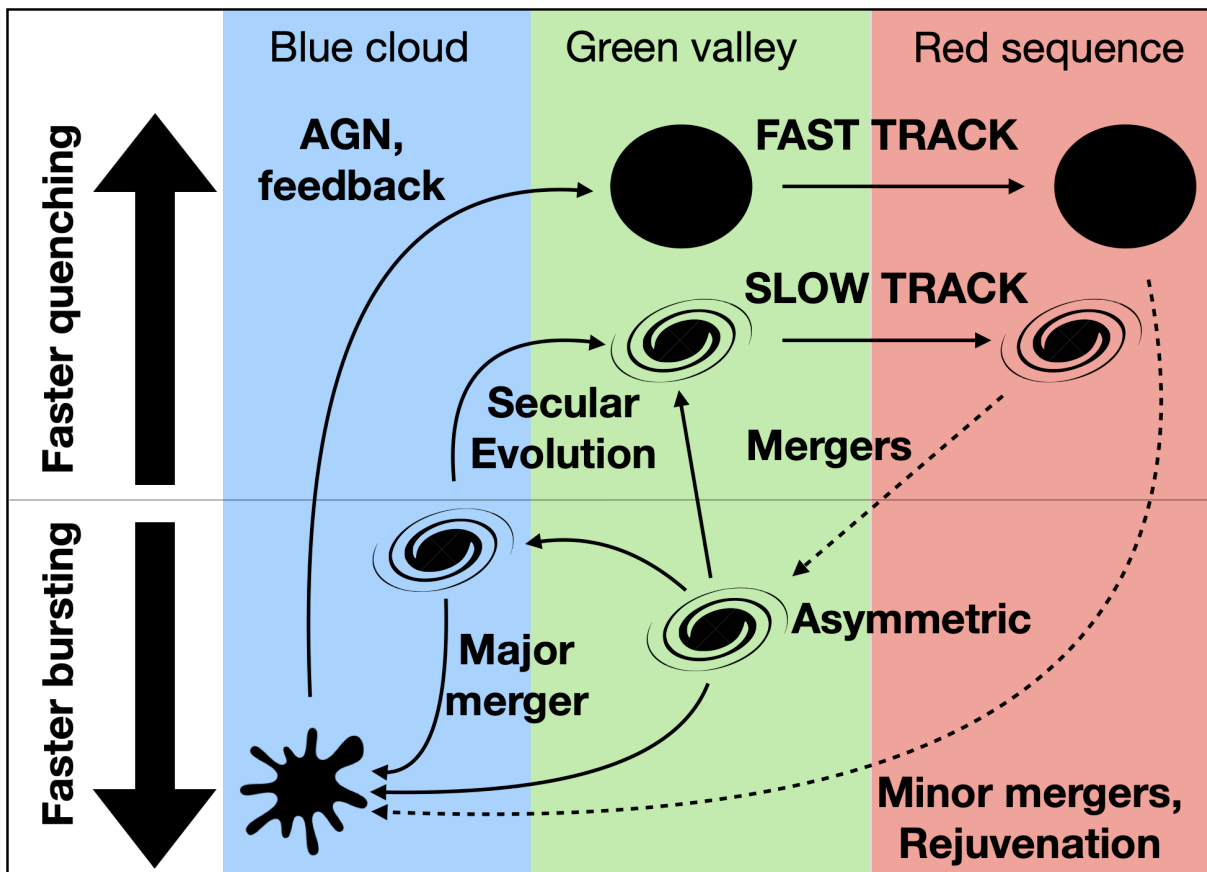 Blue cloud
Green valley
Red sequence
Faster quenching
AGN,
feedback
FAST TRACK
SLOW TRACK
Secular
Evolution
Mergers
Faster bursting
Asymmetric
Major
merger
Minor mergers,
Rejuvenation